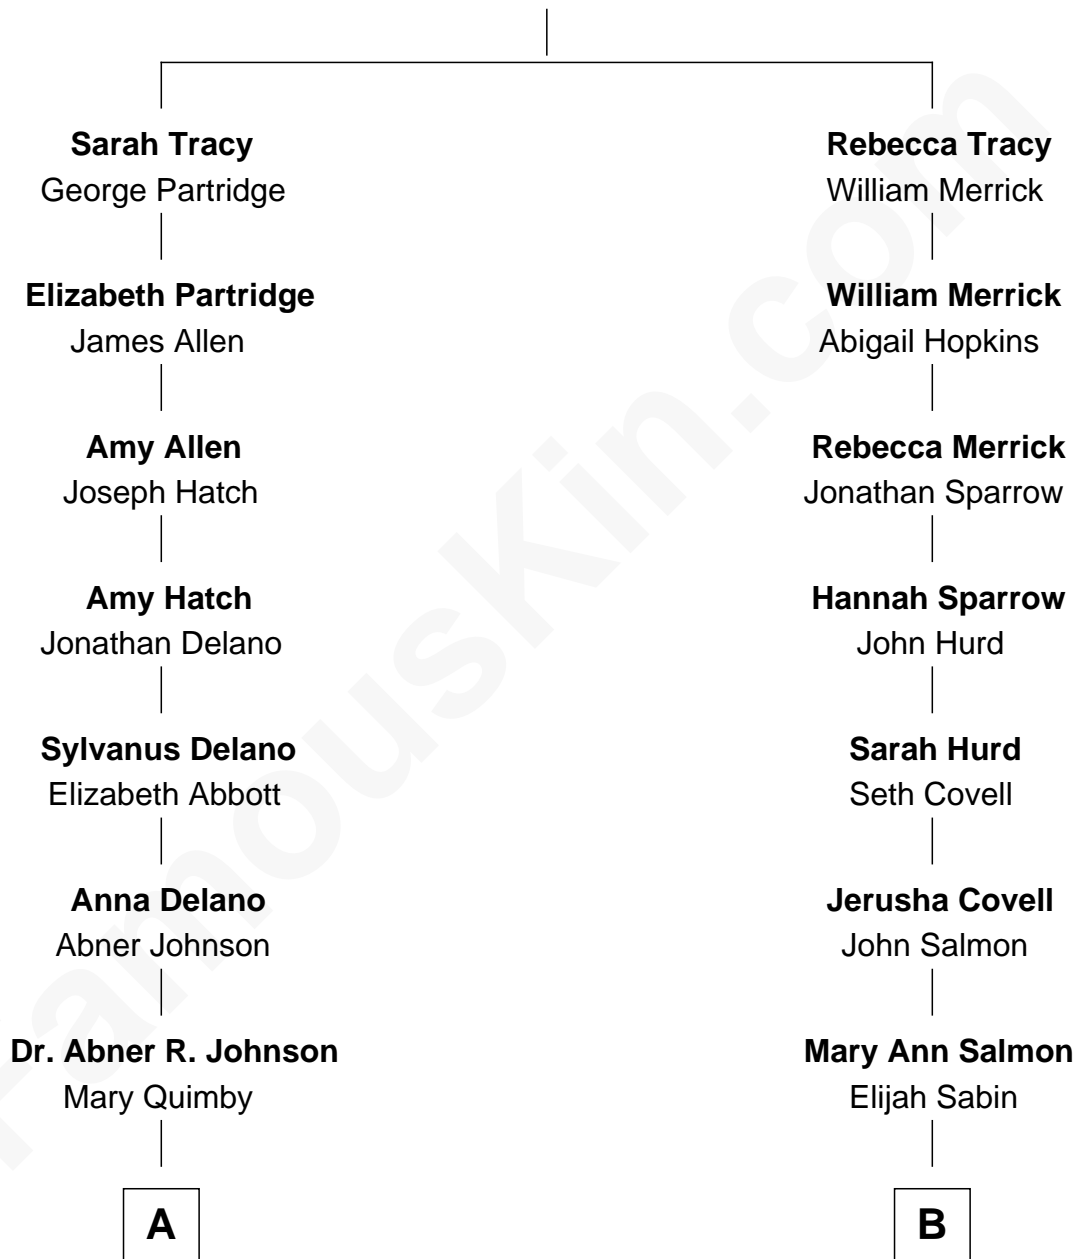 Sarah Tracy
George Partridge
Elizabeth Partridge
James Allen
Amy Allen
Joseph Hatch
Amy Hatch
Jonathan Delano
Sylvanus Delano
Elizabeth Abbott
Anna Delano
Abner Johnson
Dr. Abner R. Johnson
Mary Quimby
A
Rebecca Tracy
William Merrick
William Merrick
Abigail Hopkins
Rebecca Merrick
Jonathan Sparrow
Hannah Sparrow
John Hurd
Sarah Hurd
Seth Covell
Jerusha Covell
John Salmon
Mary Ann Salmon
Elijah Sabin
B
FamousKin.com